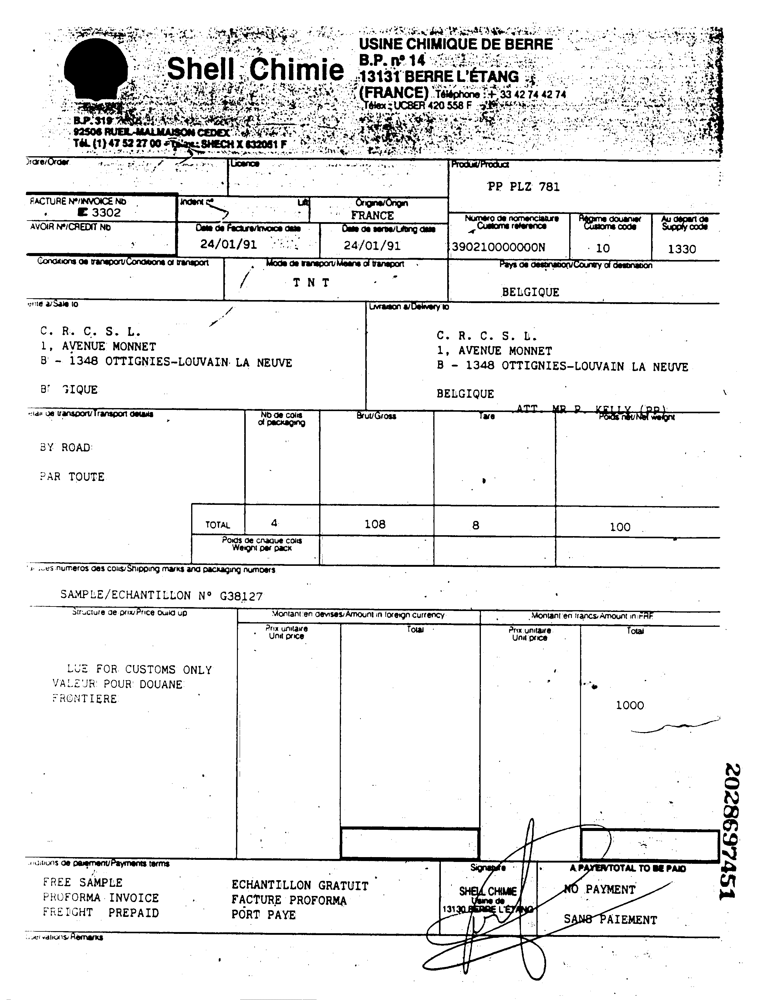 USINE CHIMIQUE DE BERRE
Shell Chimie
B.P. nº 14
13131 BERRE L'ÉTANG
(FRANCE) Téléphone : + 33 42 74 42 74
Télex : UCBER 420 558 F
B.P. 319
92506 RUEIL-MALMAISON CEDEX
Tél. (1) 47 52 27 00 - Télex : SHECH X 632051 F
Ordre/Order
Licence
Produit/Product
PP PLZ 781
FACTURE Nº/INVOICE Nb
E 3302
Indent nº
Lift
Origine/Origin
FRANCE
Numéro de nomenclature
Customs reference
390210000000N
Régime douanier
Customs code
10
Au départ de
Supply code
1330
AVOIR Nº/CREDIT Nb
Date de Facture/Invoice date
24/01/91
Date de sortie/Lifting date
24/01/91
Conditions de transport/Conditions of transport
Mode de transport/Means of transport
T N T
Pays de destination/Country of destination
BELGIQUE
Vente à/Sale to
Livraison à/Delivery to
C. R. C. S. L.
1, AVENUE MONNET
B - 1348 OTTIGNIES-LOUVAIN LA NEUVE
C. R. C. S. L.
1, AVENUE MONNET
B - 1348 OTTIGNIES-LOUVAIN LA NEUVE
BELGIQUE
ATT. MR P. KELLY (PP)
de transport/Transport details
Nb de colis
of packaging
Brut/Gross
Tare
Poids net/Net weight
BY ROAD
PAR TOUTE
TOTAL
4
108
8
100
Poids de chaque colis
Weight per pack
numéros des colis/Shipping marks and packaging numbers
SAMPLE/ECHANTILLON Nº G38127
Structure de prix/Price build up
Montant en devises/Amount in foreign currency
Montant en francs/Amount in FRF
Prix unitaire
Unit price
Total
Prix unitaire
Unit price
Total
LUE FOR CUSTOMS ONLY
VALEUR POUR DOUANE
FRONTIERE
1000
2028697451
de paiement/Payments terms
FREE SAMPLE
PROFORMA INVOICE
FREIGHT PREPAID
ECHANTILLON GRATUIT
FACTURE PROFORMA
PORT PAYE
Signature
SHELL CHIMIE
Usine de
13130 BERRE L'ETANG
A PAYER/TOTAL TO BE PAID
NO PAYMENT
SANS PAIEMENT
Observations/Remarks